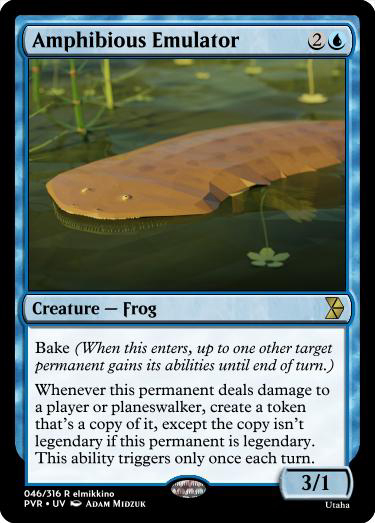 Amphibious Emulator 2
Creature — Frog
Bake (When this enters, up to one other target
permanent gains its abilities until end of turn.)
Whenever this permanent deals damage to
a player or planeswalker, create a token
that's a copy of it, except the copy isn't
legendary if this permanent is legendary.
This ability triggers only once each turn.
3/1
046/316 R elmikkino
PVR • UV Adam Midzuk
Utaha